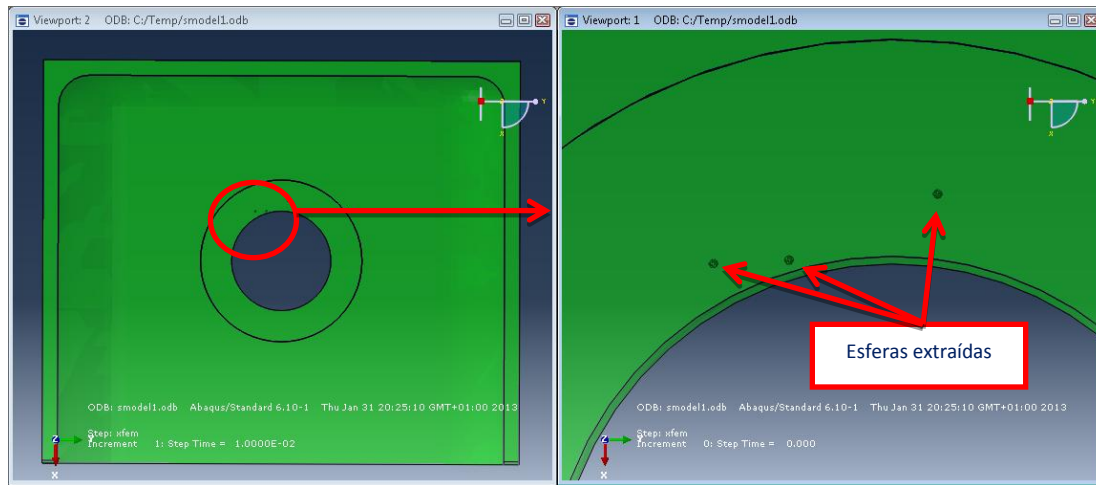 Viewport: 2 ODB: C:/Temp/smodel1.odb
Y
X
ODB: smodel1.odb Abaqus/Standard 6.10-1 Thu Jan 31 20:25:10 GMT+01:00 2013
Step: xfem
Increment 1: Step Time = 1.0000E-02
Z Y
X
Viewport: 1 ODB: C:/Temp/smodel1.odb
Y
X
Esferas extraídas
ODB: smodel1.odb Abaqus/Standard 6.10-1 Thu Jan 31 20:25:10 GMT+01:00 2013
Step: xfem
Increment 0: Step Time = 0.000
Z Y
X